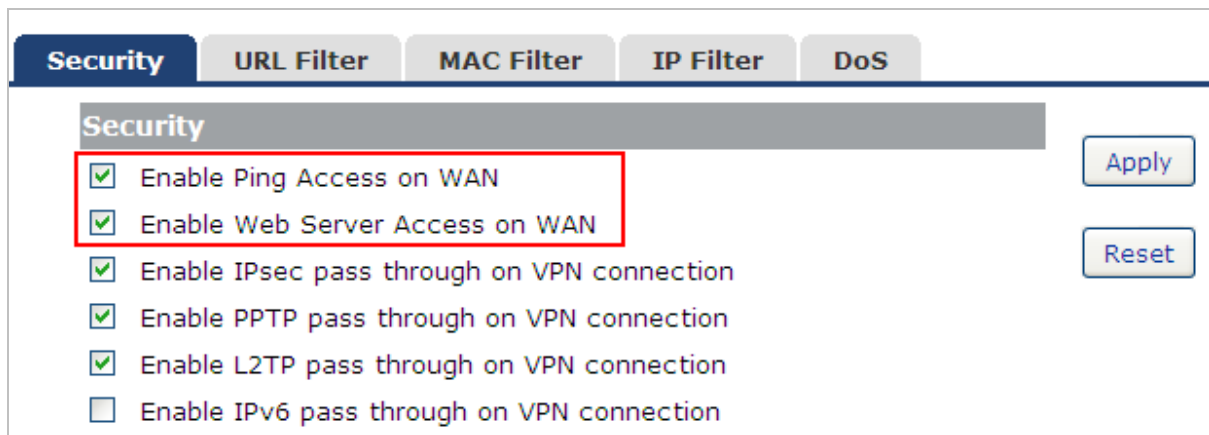 Security URL Filter MAC Filter IP Filter DoS
Security
Enable Ping Access on WAN
Enable Web Server Access on WAN
Enable IPsec pass through on VPN connection
Enable PPTP pass through on VPN connection
Enable L2TP pass through on VPN connection
Enable IPv6 pass through on VPN connection
Apply
Reset